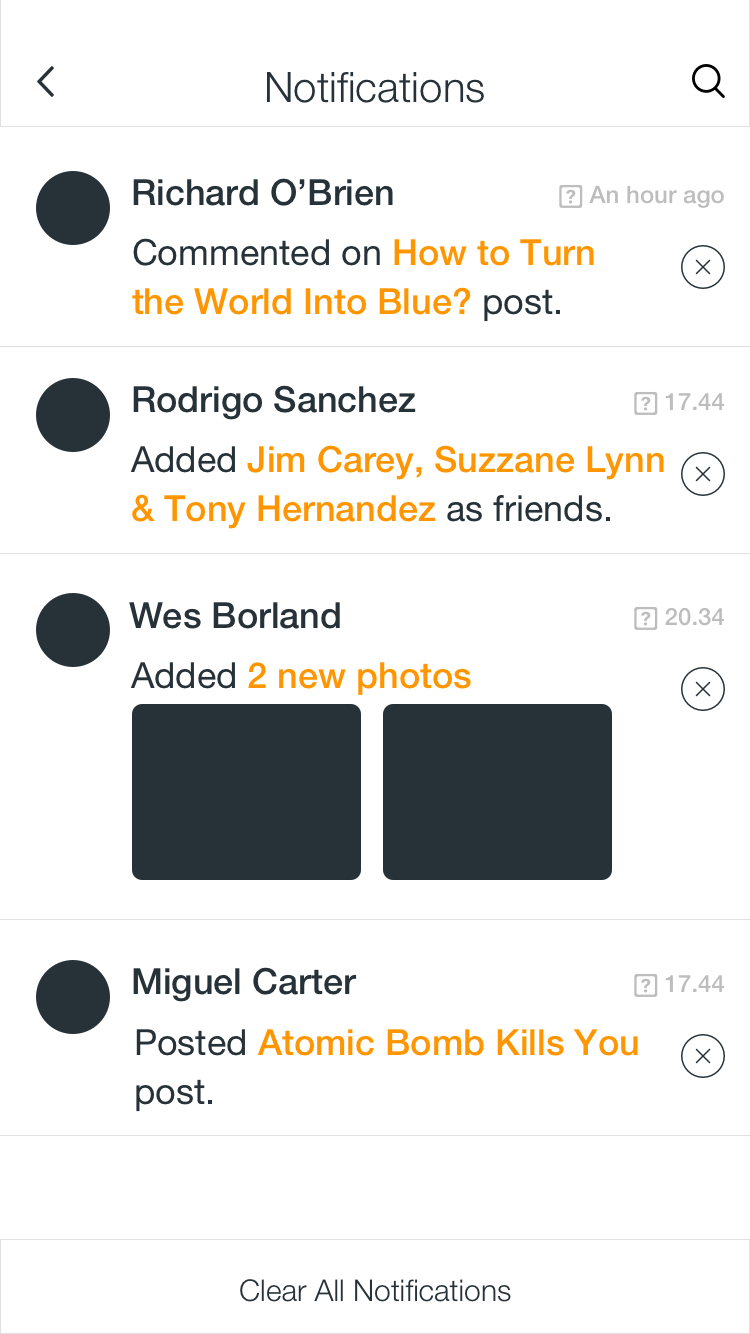 Notifications
Richard O’Brien
An hour ago
Commented on How to Turn
the World Into Blue? post.
Rodrigo Sanchez
17.44
Added Jim Carey, Suzzane Lynn
& Tony Hernandez as friends.
Wes Borland
20.34
Added 2 new photos
Miguel Carter
17.44
Posted Atomic Bomb Kills You
post.
Clear All Notifications